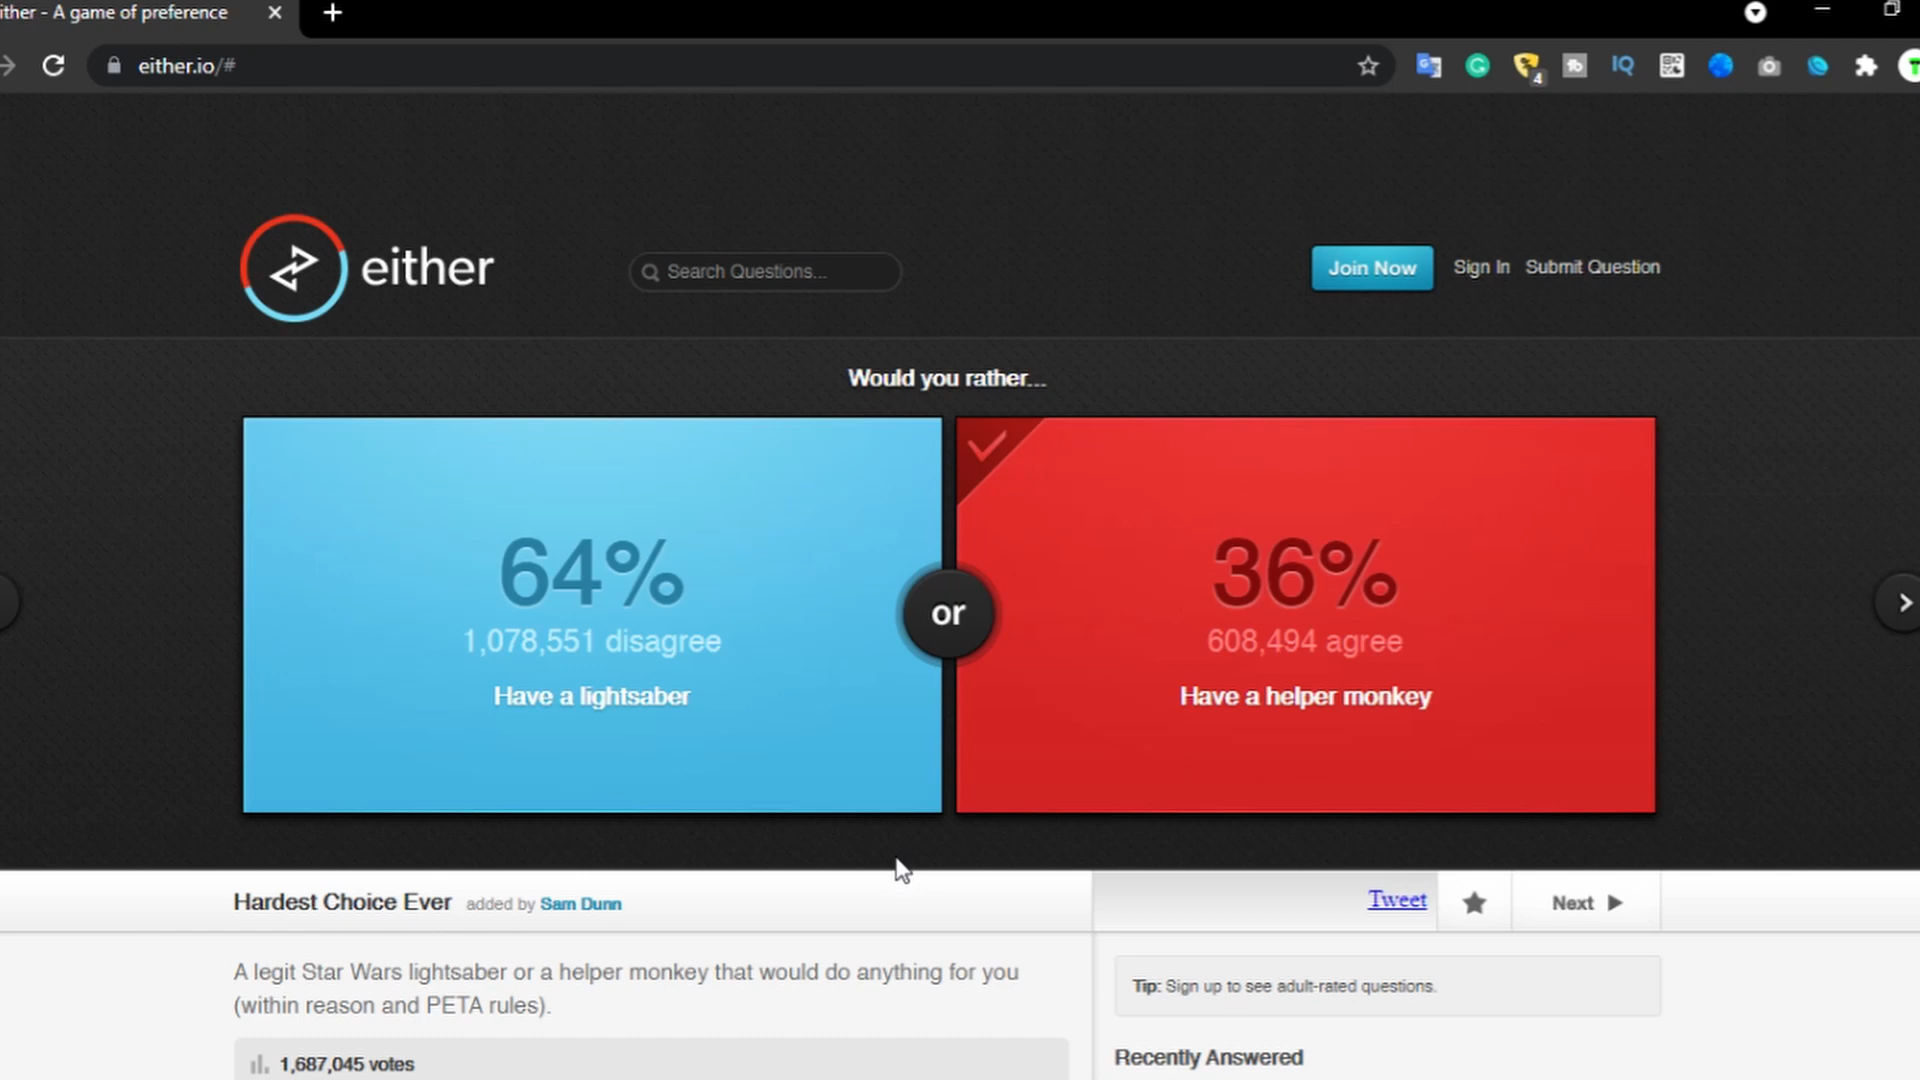 ither - A game of preference
either.io/#
4
IQ
either
Search Questions...
Join Now
Sign In
Submit Question
Would you rather...
64%
1,078,551 disagree
Have a lightsaber
or
36%
608,494 agree
Have a helper monkey
Hardest Choice Ever added by Sam Dunn
Tweet
Next
A legit Star Wars lightsaber or a helper monkey that would do anything for you
(within reason and PETA rules).
1,687,045 votes
Tip: Sign up to see adult-rated questions.
Recently Answered